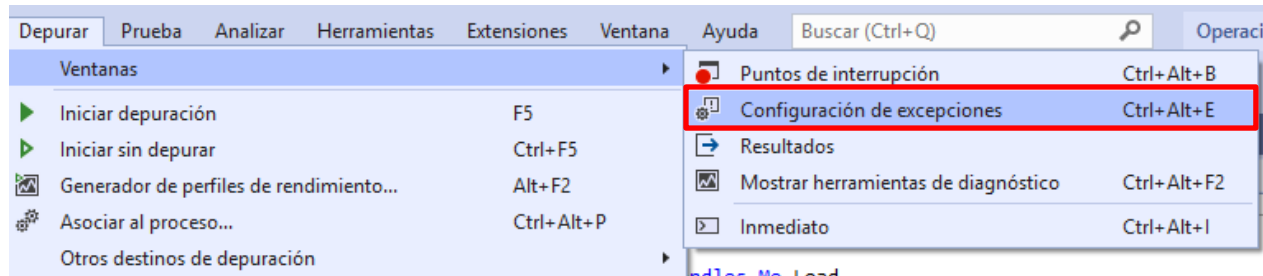 Depurar Prueba Analizar Herramientas Extensiones Ventana Ayuda Buscar (Ctrl+Q)
Ventanas
Iniciar depuración F5
Iniciar sin depurar Ctrl+F5
Generador de perfiles de rendimiento... Alt+F2
Asociar al proceso... Ctrl+Alt+P
Otros destinos de depuración
Puntos de interrupción Ctrl+Alt+B
Configuración de excepciones Ctrl+Alt+E
Resultados
Mostrar herramientas de diagnóstico Ctrl+Alt+F2
Inmediato Ctrl+Alt+I